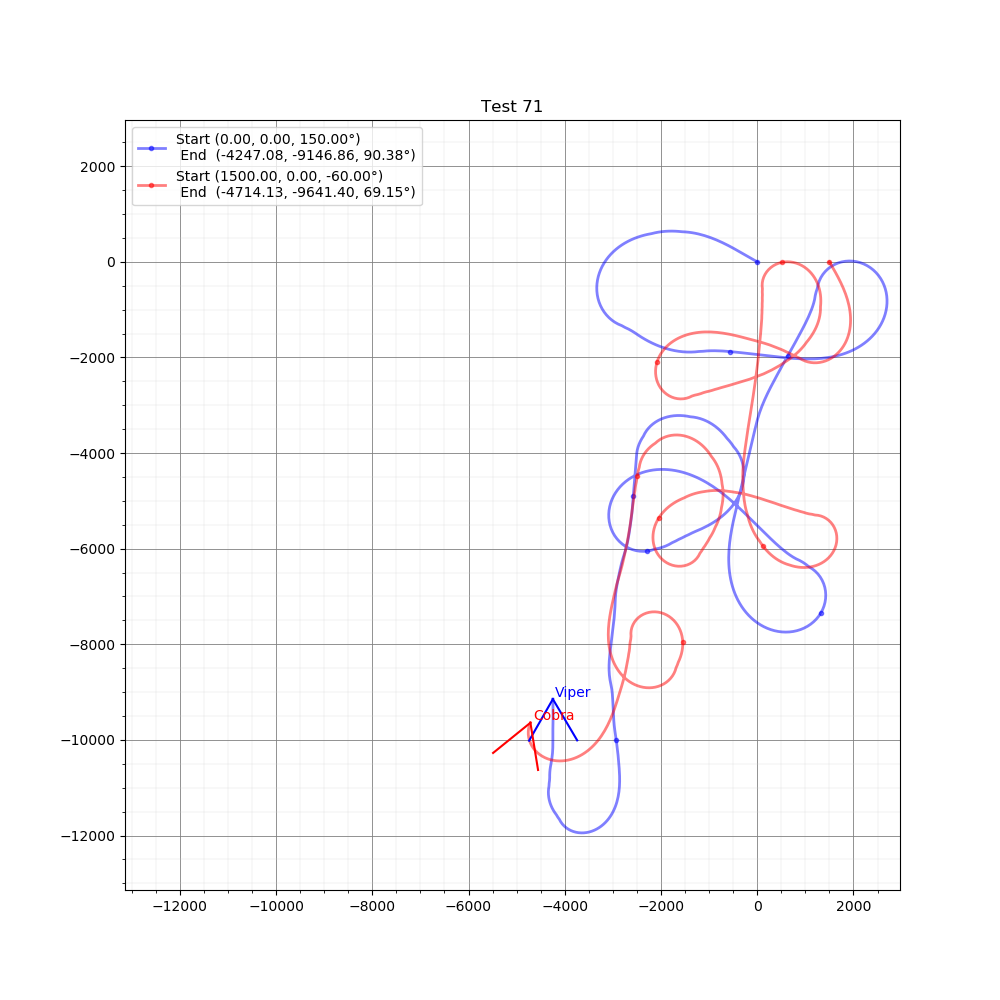 Test 71
Start (0.00, 0.00, 150.00°)
End (-4247.08, -9146.86, 90.38°)
Start (1500.00, 0.00, -60.00°)
End (-4714.13, -9641.40, 69.15°)
2000
0
−2000
−4000
−6000
−8000
−10000
−12000
Viper
Cobra
−12000 −10000 −8000 −6000 −4000 −2000 0 2000